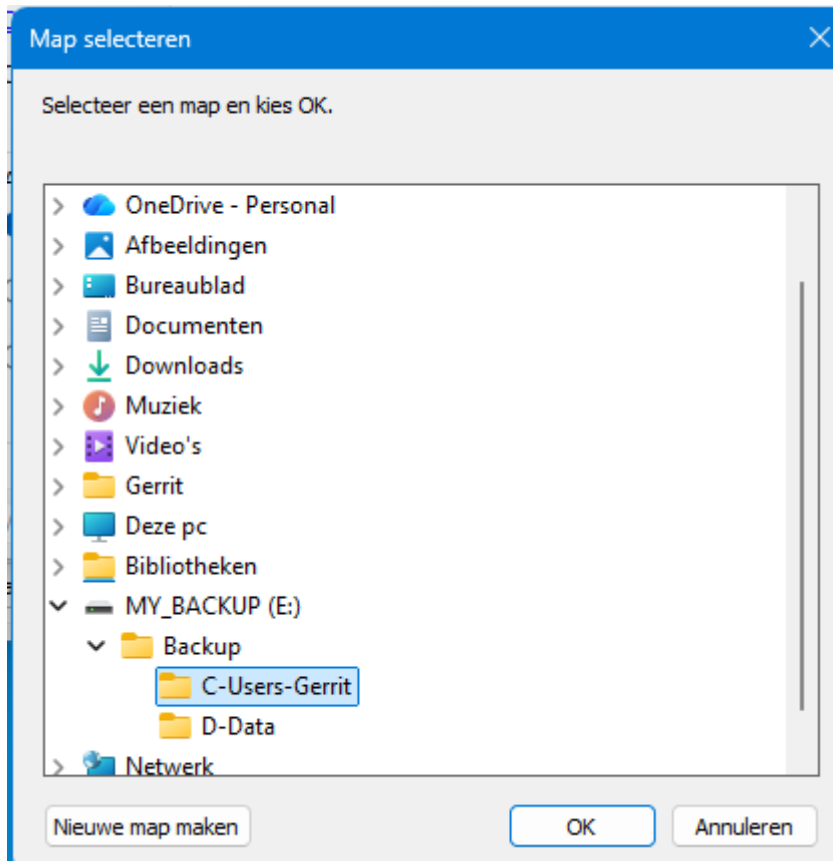 Map selecteren
Selecteer een map en kies OK.
OneDrive - Personal
Afbeeldingen
Bureaublad
Documenten
Downloads
Muziek
Video's
Gerrit
Deze pc
Bibliotheken
MY_BACKUP (E:)
Backup
C-Users-Gerrit
D-Data
Netwerk
Nieuwe map maken
OK
Annuleren